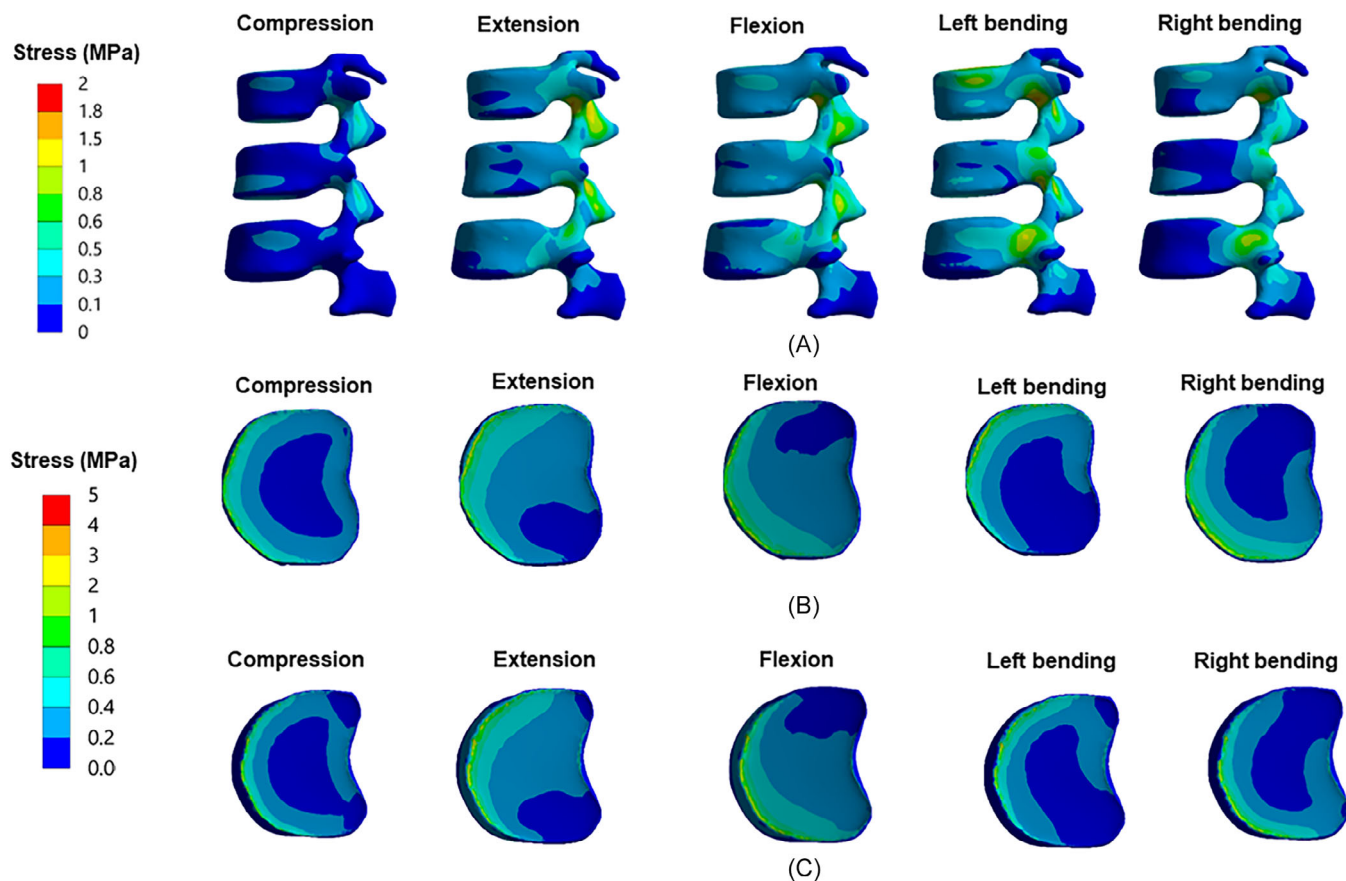 Compression Extension Flexion Left bending Right bending
Stress (MPa)
2
1.8
1.5
1
0.8
0.6
0.5
0.3
0.1
0
(A)
Compression Extension Flexion Left bending Right bending
Stress (MPa)
5
4
3
2
1
0.8
0.6
0.4
0.2
0.0
(B)
Compression Extension Flexion Left bending Right bending
(C)